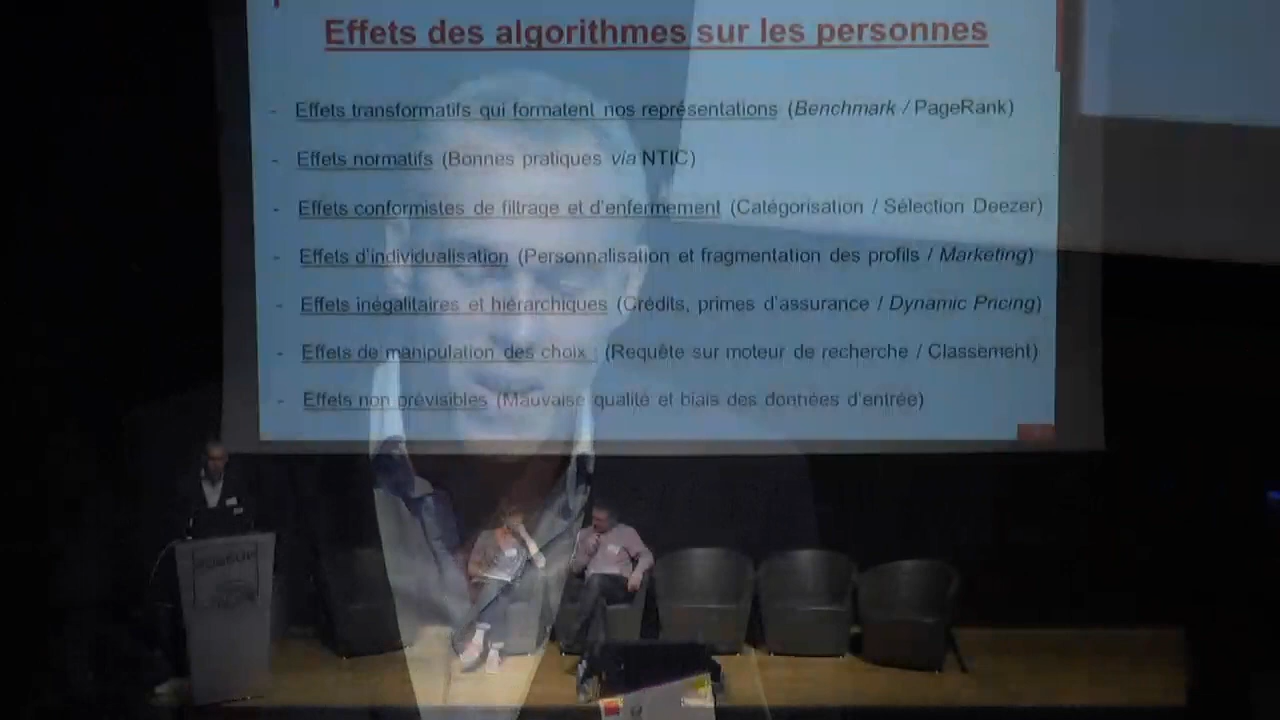 Effets des algorithmes sur les personnes
- Effets transformatifs qui formatent nos représentations (Benchmark / PageRank)
- Effets normatifs (Bonnes pratiques via NTIC)
- Effets conformistes de filtrage et d'enfermement (Catégorisation / Sélection Deezer)
- Effets d'individualisation (Personnalisation et fragmentation des profils / Marketing)
- Effets inégalitaires et hiérarchiques (Crédits, primes d'assurance / Dynamic Pricing)
- Effets de manipulation des choix : (Requête sur moteur de recherche / Classement)
- Effets non prévisibles (Mauvaise qualité et biais des données d'entrée)